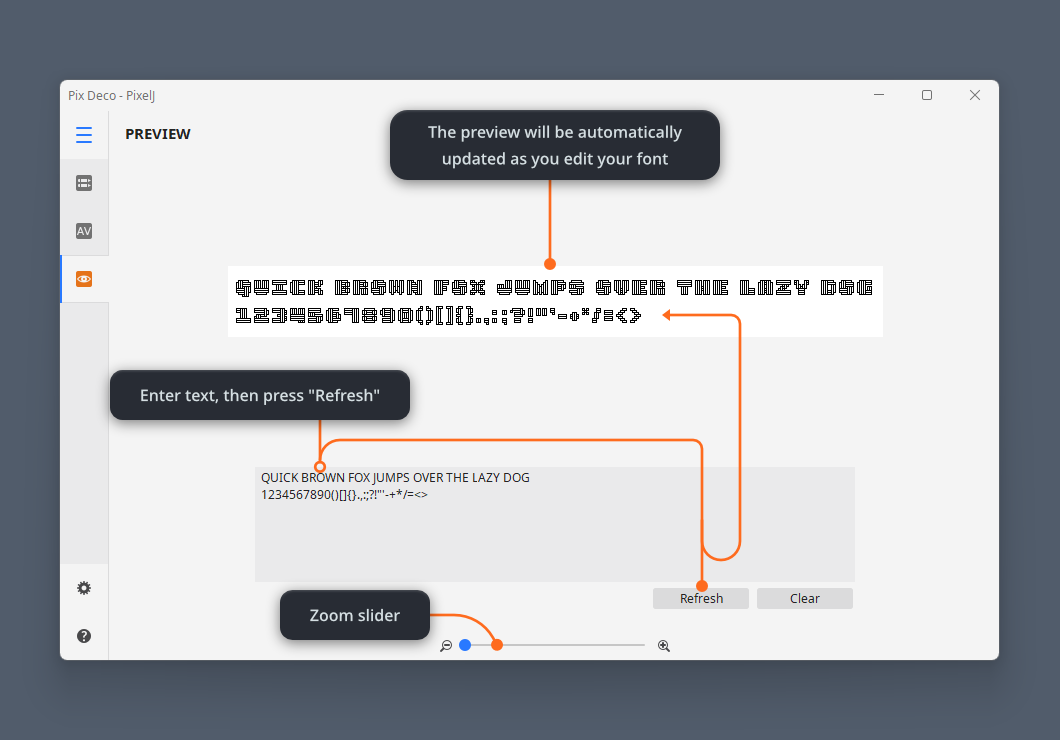 Pix Deco - PixelJ
PREVIEW
The preview will be automatically
updated as you edit your font
AV
QUICK BROWN FOX JUMPS OVER THE LAZY DOG
1234567890()[]{}.,:;?!"'-+*/=<>
Enter text, then press "Refresh"
QUICK BROWN FOX JUMPS OVER THE LAZY DOG
1234567890()[]{}.,:;?!"'-+*/=<>
Refresh
Clear
Zoom slider